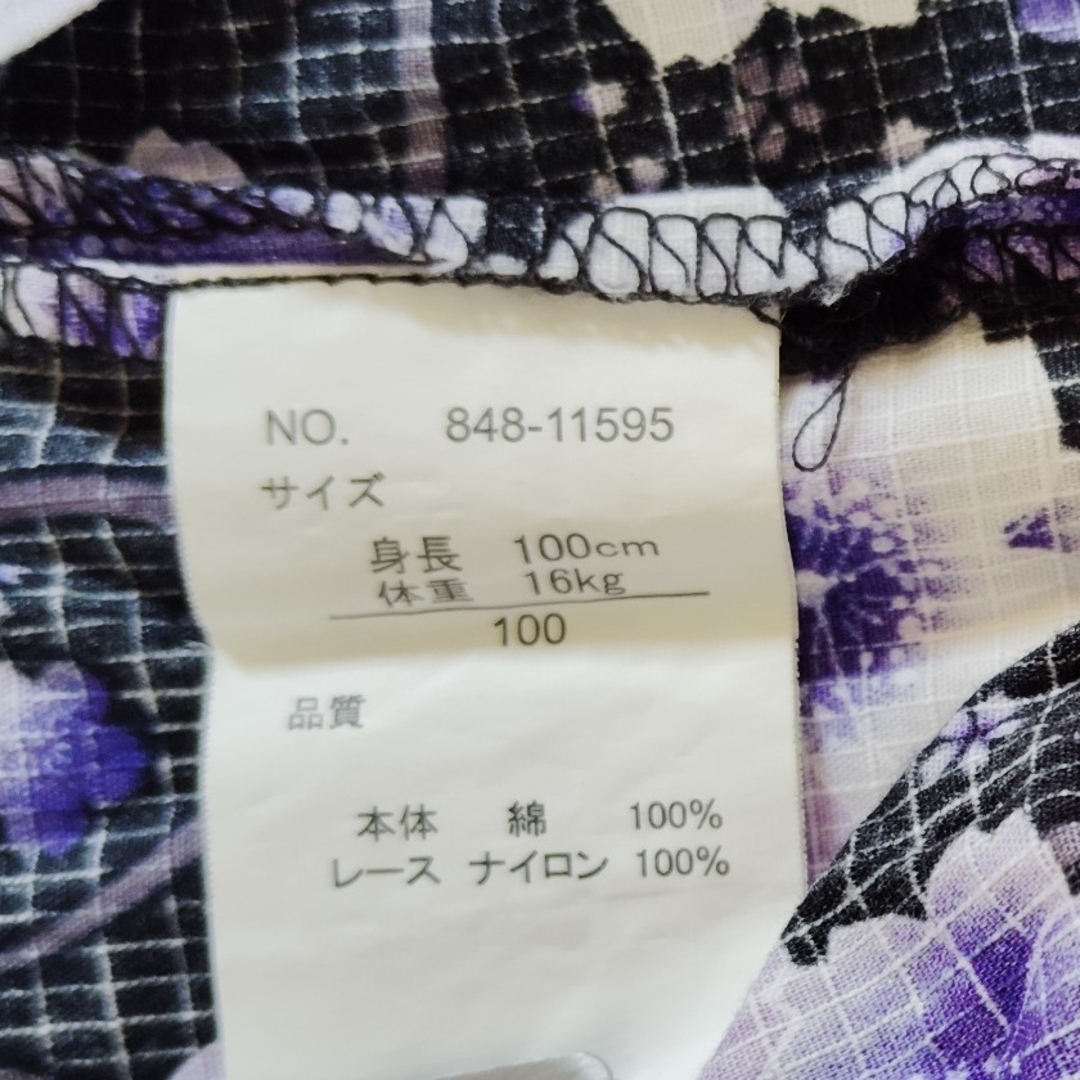 NO. 848-11595
サイズ
身長 100cm
体重 16kg
100
品質
本体 綿 100%
レース ナイロン 100%